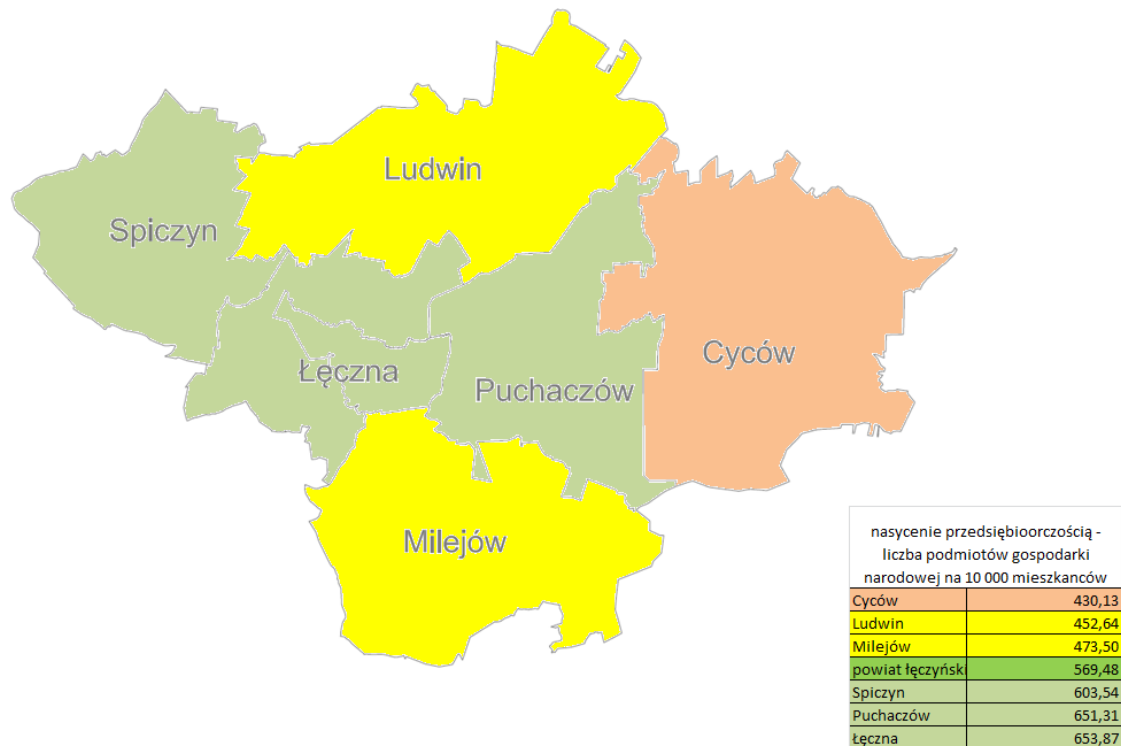 Ludwin
Spiczyn
Cyców
Łęczna
Puchaczów
Milejów
nasycenie przedsiębioorczością -
liczba podmiotów gospodarki
narodowej na 10 000 mieszkanców
Cyców 430,13
Ludwin 452,64
Milejów 473,50
powiat łęczyński 569,48
Spiczyn 603,54
Puchaczów 651,31
Łęczna 653,87